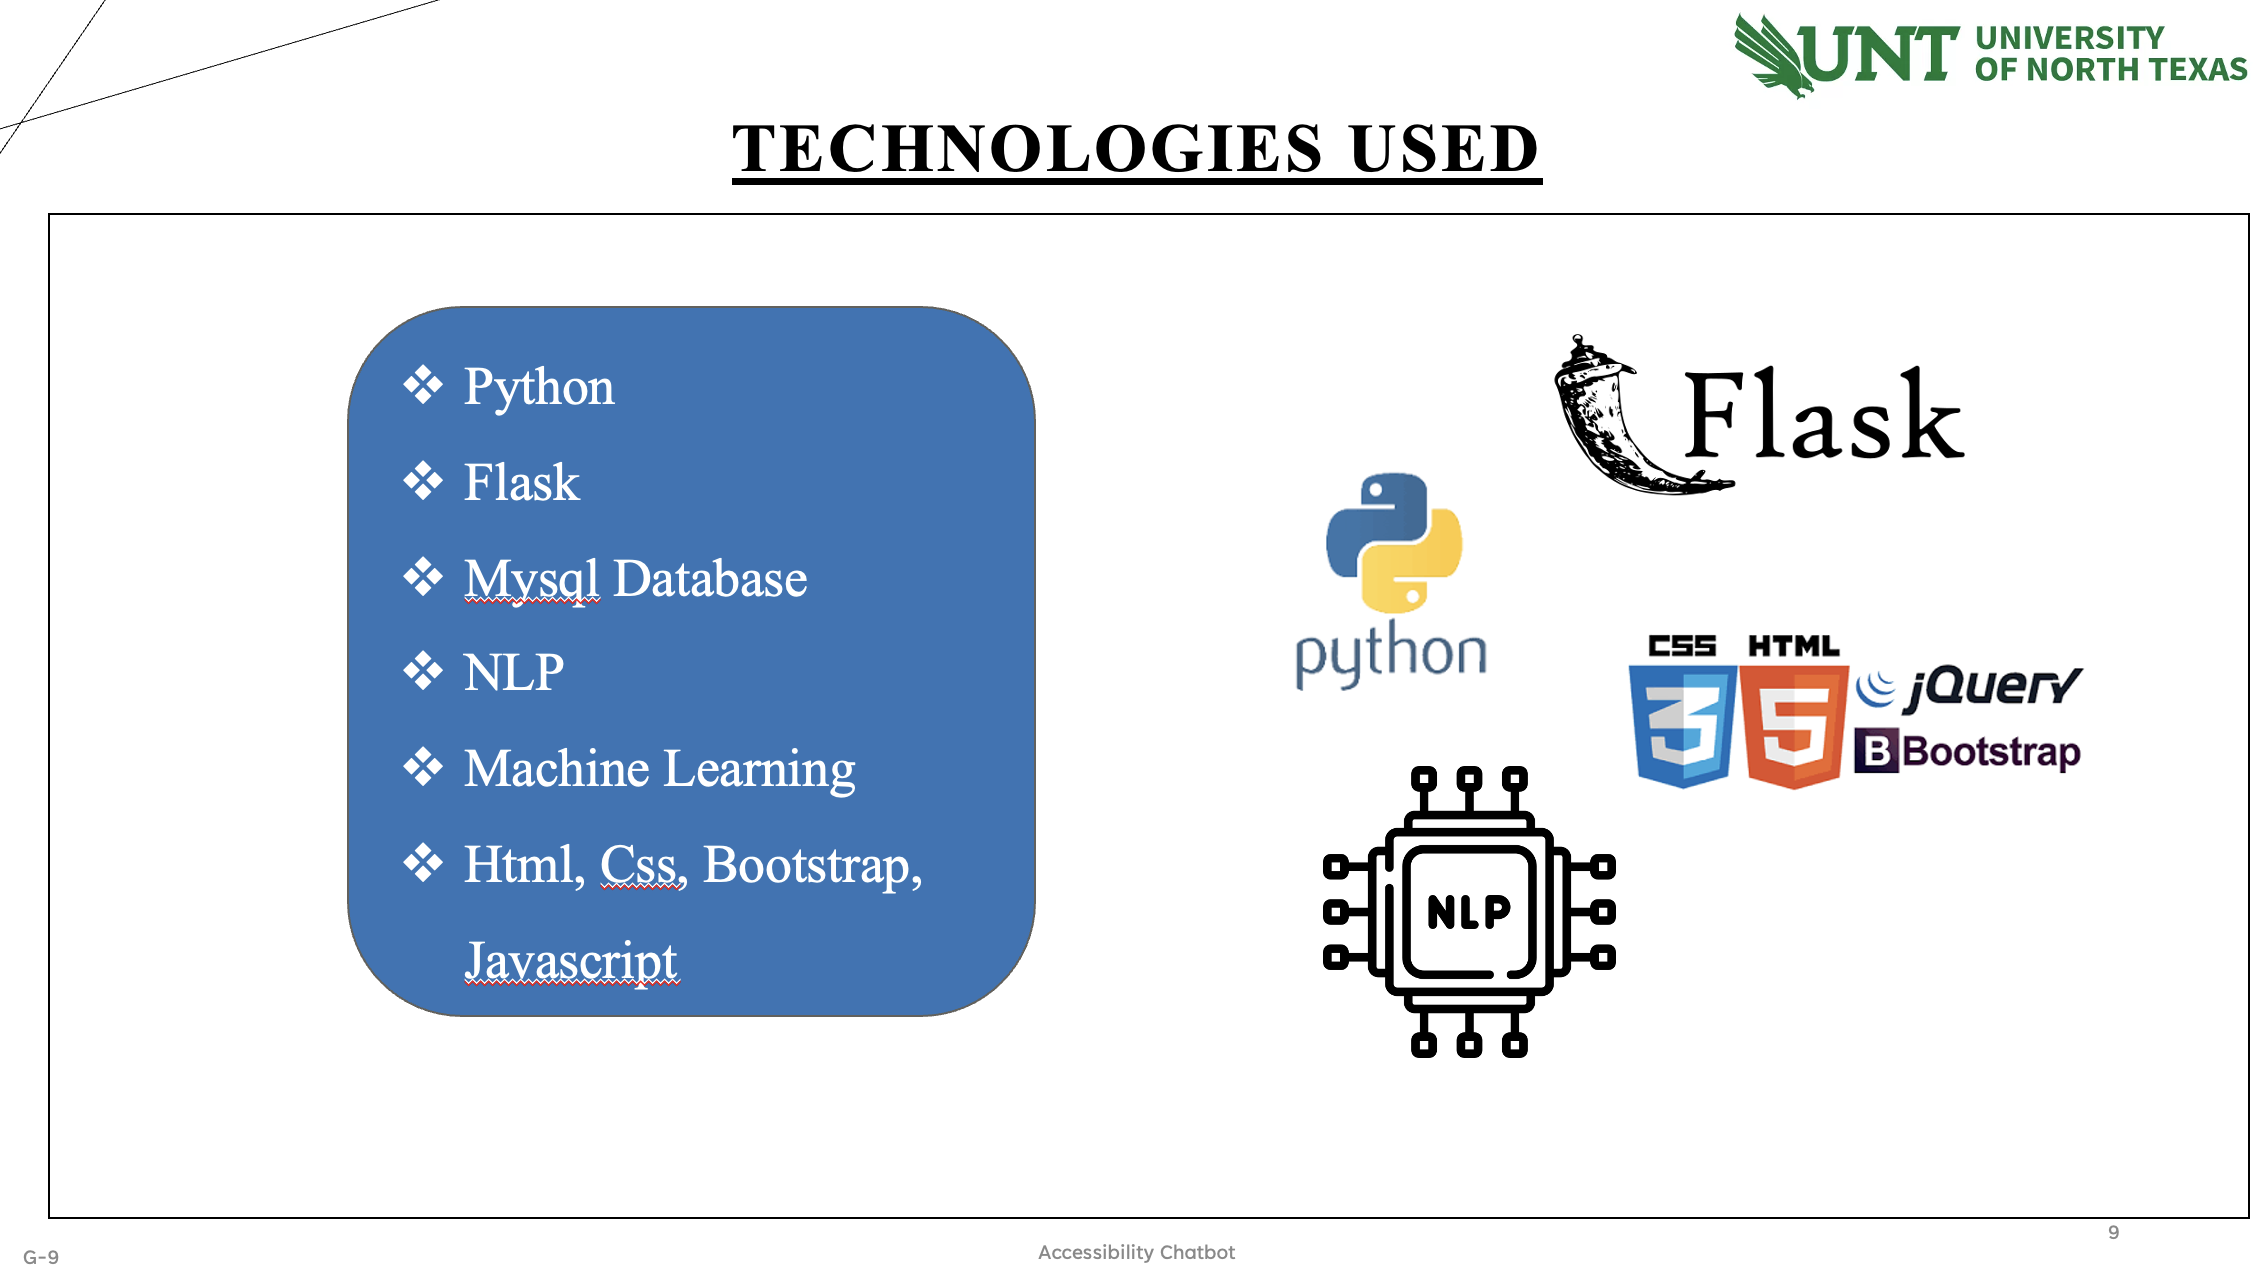 UNT UNIVERSITY
OF NORTH TEXAS
TECHNOLOGIES USED
❖ Python
❖ Flask
❖ Mysql Database
❖ NLP
❖ Machine Learning
❖ Html, Css, Bootstrap,
Javascript
Flask
python
CSS HTML
3 5
jQuery
B Bootstrap
NLP
G-9
Accessibility Chatbot
9